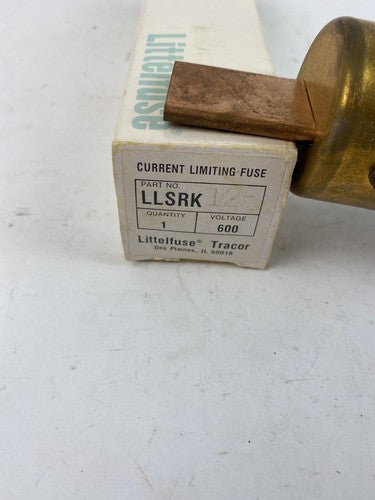 Littelfuse®
CURRENT LIMITING FUSE
PART NO.
LLSRK
QUANTITY VOLTAGE
1 600
Littelfuse® Tracor
Des Plaines, IL 60016